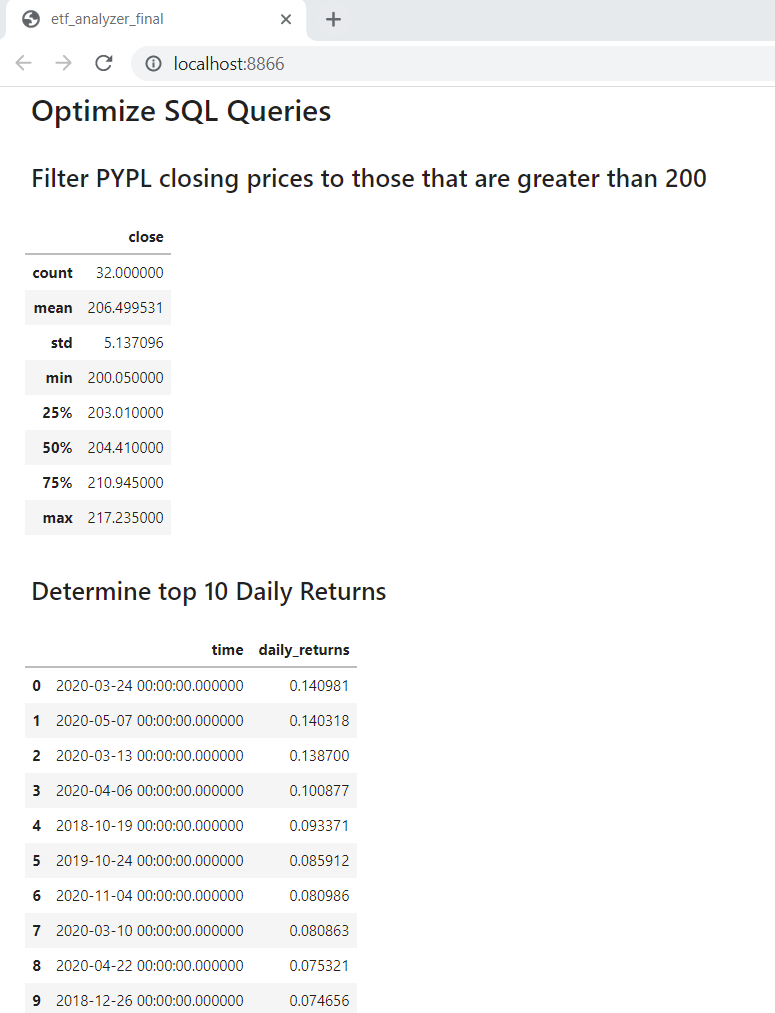 etf_analyzer_final
localhost:8866
Optimize SQL Queries
Filter PYPL closing prices to those that are greater than 200
close
count 32.000000
mean 206.499531
std 5.137096
min 200.050000
25% 203.010000
50% 204.410000
75% 210.945000
max 217.235000
Determine top 10 Daily Returns
time daily_returns
0 2020-03-24 00:00:00.000000 0.140981
1 2020-05-07 00:00:00.000000 0.140318
2 2020-03-13 00:00:00.000000 0.138700
3 2020-04-06 00:00:00.000000 0.100877
4 2018-10-19 00:00:00.000000 0.093371
5 2019-10-24 00:00:00.000000 0.085912
6 2020-11-04 00:00:00.000000 0.080986
7 2020-03-10 00:00:00.000000 0.080863
8 2020-04-22 00:00:00.000000 0.075321
9 2018-12-26 00:00:00.000000 0.074656